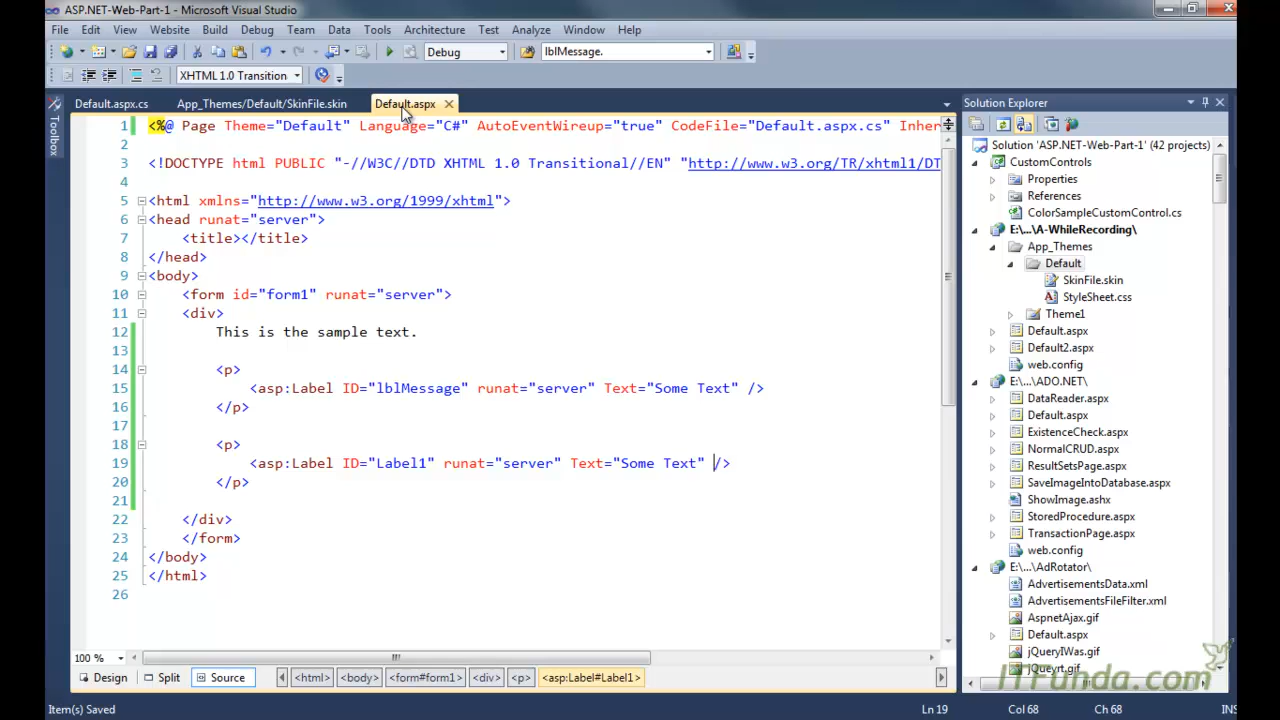 ASP.NET-Web-Part-1 - Microsoft Visual Studio
File Edit View Website Build Debug Team Data Tools Architecture Test Analyze Window Help
Debug lblMessage.
XHTML 1.0 Transition
Default.aspx.cs App_Themes/Default/SkinFile.skin Default.aspx
Toolbox
1 <%@ Page Theme="Default" Language="C#" AutoEventWireup="true" CodeFile="Default.aspx.cs" Inher
2
3 <!DOCTYPE html PUBLIC "-//W3C//DTD XHTML 1.0 Transitional//EN" "http://www.w3.org/TR/xhtml1/DT
4
5 <html xmlns="http://www.w3.org/1999/xhtml">
6 <head runat="server">
7 <title></title>
8 </head>
9 <body>
10 <form id="form1" runat="server">
11 <div>
12 This is the sample text.
13
14 <p>
15 <asp:Label ID="lblMessage" runat="server" Text="Some Text" />
16 </p>
17
18 <p>
19 <asp:Label ID="Label1" runat="server" Text="Some Text" />
20 </p>
21
22 </div>
23 </form>
24 </body>
25 </html>
26
100 %
Design Split Source <html> <body> <form#form1> <div> <p> <asp:Label#Label1>
Item(s) Saved Ln 19 Col 68 Ch 68 INS
Solution Explorer
Solution 'ASP.NET-Web-Part-1' (42 projects)
CustomControls
Properties
References
ColorSampleCustomControl.cs
E:\...\A-WhileRecording\
App_Themes
Default
SkinFile.skin
StyleSheet.css
Theme1
Default.aspx
Default2.aspx
web.config
E:\...\ADO.NET\
DataReader.aspx
Default.aspx
ExistenceCheck.aspx
NormalCRUD.aspx
ResultSetsPage.aspx
SaveImageIntoDatabase.aspx
ShowImage.ashx
StoredProcedure.aspx
TransactionPage.aspx
web.config
E:\...\AdRotator\
AdvertisementsData.xml
AdvertisementsFileFilter.xml
AspnetAjax.gif
Default.aspx
jQueryIWas.gif
jQueyrt.gif
ITFunda.com